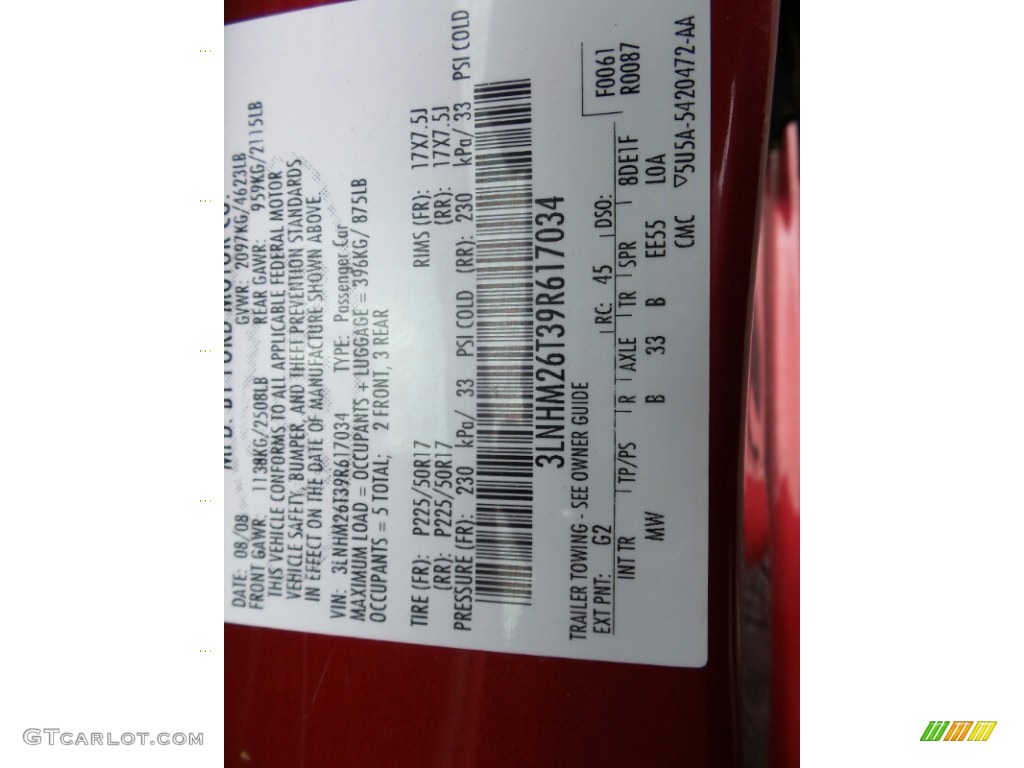 MFD. BY FORD MOTOR CO.
DATE: 08/08 GVWR: 2097KG/4623LB
FRONT GAWR: 1138KG/2508LB REAR GAWR: 959KG/2115LB
THIS VEHICLE CONFORMS TO ALL APPLICABLE FEDERAL MOTOR
VEHICLE SAFETY, BUMPER, AND THEFT PREVENTION STANDARDS
IN EFFECT ON THE DATE OF MANUFACTURE SHOWN ABOVE.
VIN: 3LNHM26T39R617034 TYPE: Passenger Car
MAXIMUM LOAD = OCCUPANTS + LUGGAGE = 396KG/ 875LB
OCCUPANTS = 5 TOTAL; 2 FRONT, 3 REAR
TIRE (FR): P225/50R17 RIMS (FR): 17X7.5J
(RR): P225/50R17 (RR): 17X7.5J
PRESSURE (FR): 230 kPa/ 33 PSI COLD (RR): 230 kPa/ 33 PSI COLD
3LNHM26T39R617034
TRAILER TOWING - SEE OWNER GUIDE
EXT PNT: G2 RC: 45 DSO: F0061
R0087
INT TR TP/PS R AXLE TR SPR 8DE1F
MW B 33 B EE55 LOA
CMC ▽5U5A-5420472-AA
GTCarLot.com